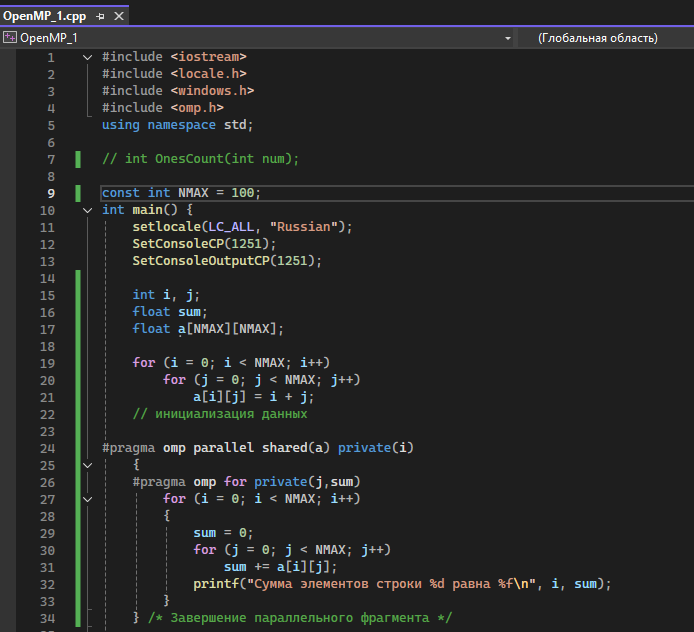 OpenMP_1.cpp
OpenMP_1 (Глобальная область)
1 #include <iostream>
2 #include <locale.h>
3 #include <windows.h>
4 #include <omp.h>
5 using namespace std;
6
7 // int OnesCount(int num);
8
9 const int NMAX = 100;
10 int main() {
11 setlocale(LC_ALL, "Russian");
12 SetConsoleCP(1251);
13 SetConsoleOutputCP(1251);
14
15 int i, j;
16 float sum;
17 float a[NMAX][NMAX];
18
19 for (i = 0; i < NMAX; i++)
20 for (j = 0; j < NMAX; j++)
21 a[i][j] = i + j;
22 // инициализация данных
23
24 #pragma omp parallel shared(a) private(i)
25 {
26 #pragma omp for private(j,sum)
27 for (i = 0; i < NMAX; i++)
28 {
29 sum = 0;
30 for (j = 0; j < NMAX; j++)
31 sum += a[i][j];
32 printf("Сумма элементов строки %d равна %f\n", i, sum);
33 }
34 } /* Завершение параллельного фрагмента */